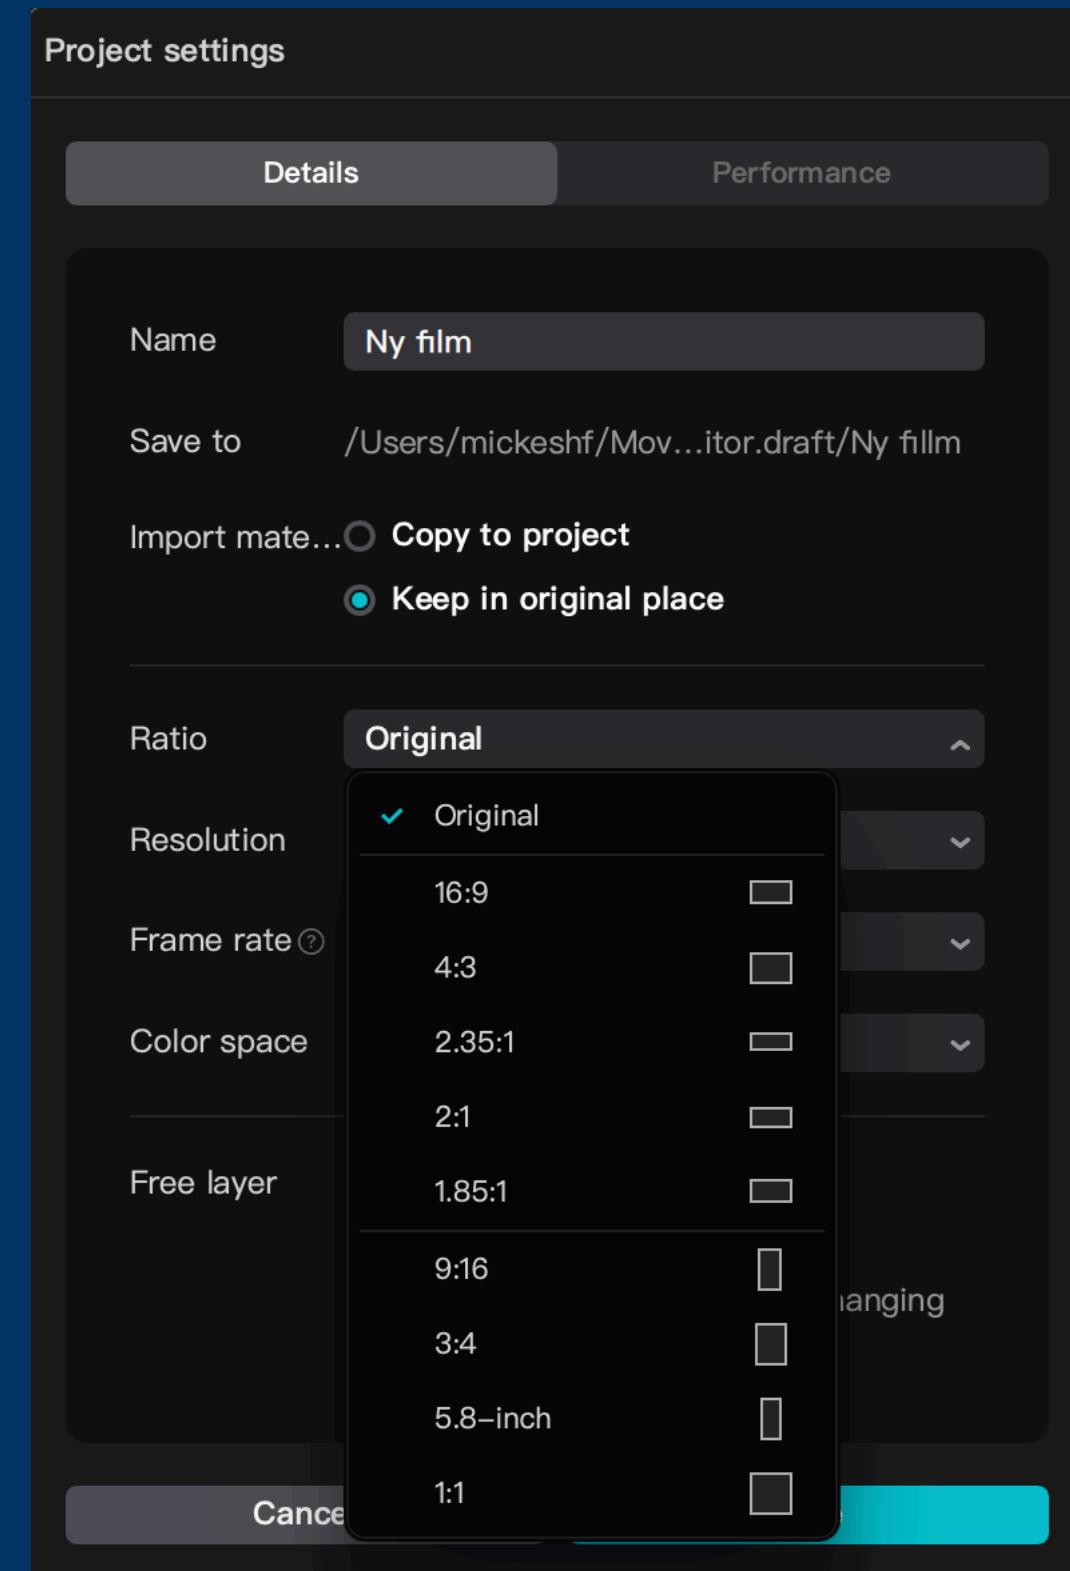 Project settings
Details
Performance
Name
Ny film
Save to
/Users/mickeshf/Mov...itor.draft/Ny fillm
Import mate...
Copy to project
Keep in original place
Ratio
Original
Original
Resolution
16:9
Frame rate ?
4:3
Color space
2.35:1
2:1
Free layer
1.85:1
9:16
3:4
5.8-inch
1:1